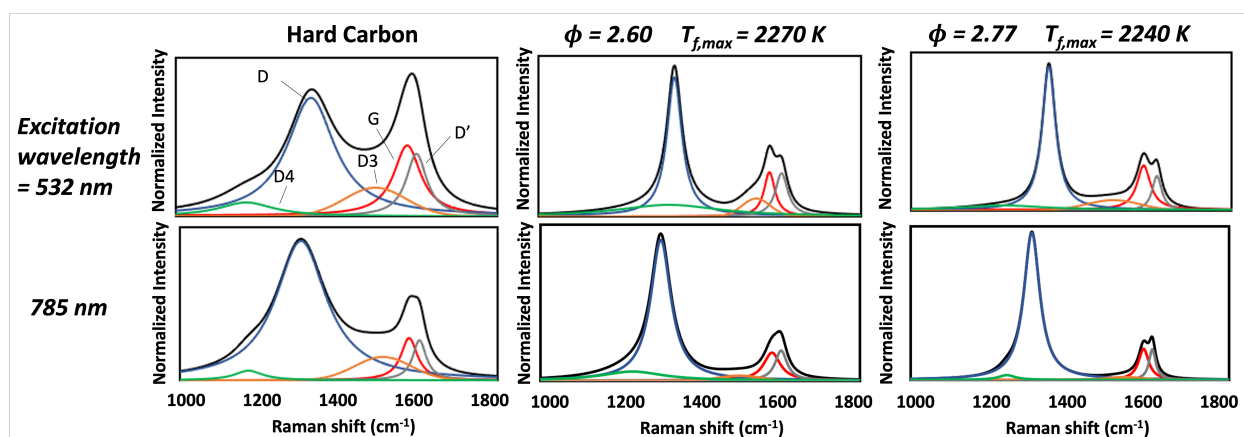 Hard Carbon
ϕ = 2.60 T_f,max = 2270 K
ϕ = 2.77 T_f,max = 2240 K
Excitation
wavelength
= 532 nm
785 nm
Normalized Intensity
D
G
D'
D3
D4
Normalized Intensity
Normalized Intensity
Normalized Intensity
Normalized Intensity
Normalized Intensity
1000 1200 1400 1600 1800
1000 1200 1400 1600 1800
1000 1200 1400 1600 1800
Raman shift (cm⁻¹)
Raman shift (cm⁻¹)
Raman shift (cm⁻¹)